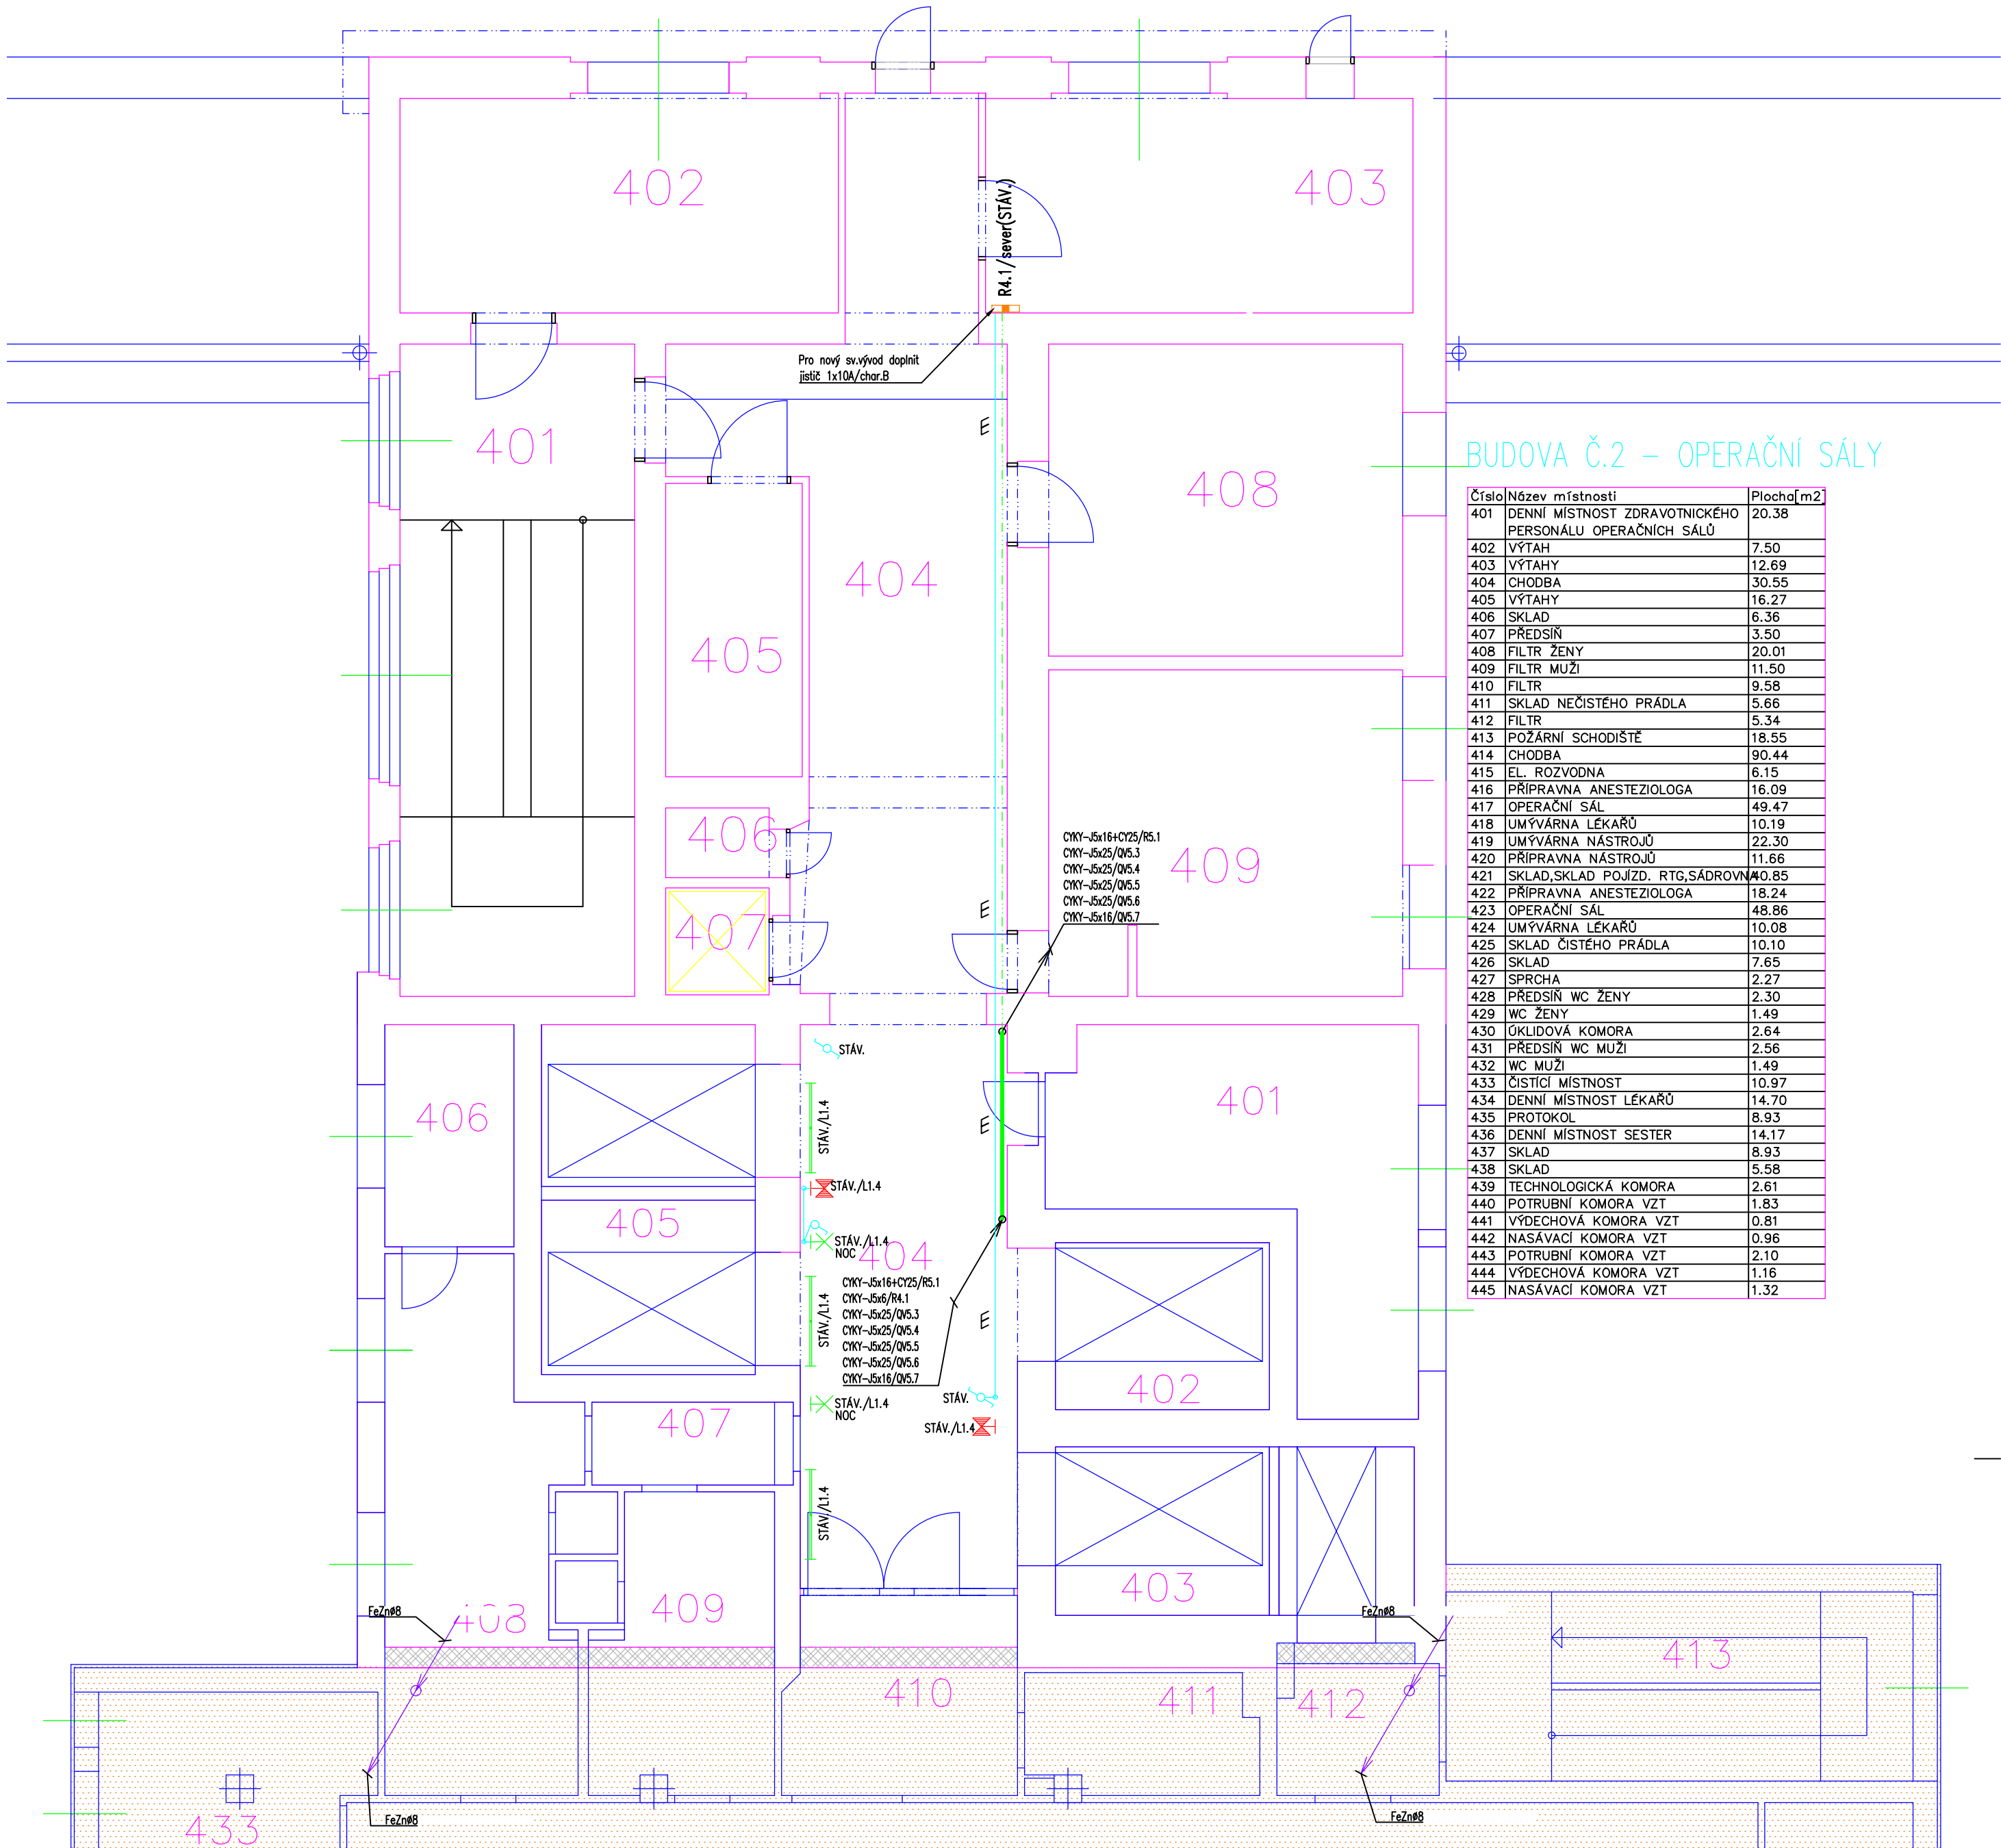 402
403
R4.1/sever(STÁV.)
Pro nový sv.vývod doplnit
jistič 1x10A/char.B
401
E
408
404
405
406
407
409
E
CYKY-J5x16+CY25/R5.1
CYKY-J5x25/QV5.3
CYKY-J5x25/QV5.4
CYKY-J5x25/QV5.5
CYKY-J5x25/QV5.6
CYKY-J5x16/QV5.7
BUDOVA Č.2 - OPERAČNÍ SÁLY
Číslo Název místnosti Plocha[m2]
401 DENNÍ MÍSTNOST ZDRAVOTNICKÉHO 20.38
PERSONÁLU OPERAČNÍCH SÁLŮ
402 VÝTAH 7.50
403 VÝTAHY 12.69
404 CHODBA 30.55
405 VÝTAHY 16.27
406 SKLAD 6.36
407 PŘEDSÍŇ 3.50
408 FILTR ŽENY 20.01
409 FILTR MUŽI 11.50
410 FILTR 9.58
411 SKLAD NEČISTÉHO PRÁDLA 5.66
412 FILTR 5.34
413 POŽÁRNÍ SCHODIŠTĚ 18.55
414 CHODBA 90.44
415 EL. ROZVODNA 6.15
416 PŘÍPRAVNA ANESTEZIOLOGA 16.09
417 OPERAČNÍ SÁL 49.47
418 UMÝVÁRNA LÉKAŘŮ 10.19
419 UMÝVÁRNA NÁSTROJŮ 22.30
420 PŘÍPRAVNA NÁSTROJŮ 11.66
421 SKLAD,SKLAD POJÍZD. RTG,SÁDROVNA 40.85
422 PŘÍPRAVNA ANESTEZIOLOGA 18.24
423 OPERAČNÍ SÁL 48.86
424 UMÝVÁRNA LÉKAŘŮ 10.08
425 SKLAD ČISTÉHO PRÁDLA 10.10
426 SKLAD 7.65
427 SPRCHA 2.27
428 PŘEDSÍŇ WC ŽENY 2.30
429 WC ŽENY 1.49
430 ÚKLIDOVÁ KOMORA 2.64
431 PŘEDSÍŇ WC MUŽI 2.56
432 WC MUŽI 1.49
433 ČISTÍCÍ MÍSTNOST 10.97
434 DENNÍ MÍSTNOST LÉKAŘŮ 14.70
435 PROTOKOL 8.93
436 DENNÍ MÍSTNOST SESTER 14.17
437 SKLAD 8.93
438 SKLAD 5.58
439 TECHNOLOGICKÁ KOMORA 2.61
440 POTRUBNÍ KOMORA VZT 1.83
441 VÝDECHOVÁ KOMORA VZT 0.81
442 NASÁVACÍ KOMORA VZT 0.96
443 POTRUBNÍ KOMORA VZT 2.10
444 VÝDECHOVÁ KOMORA VZT 1.16
445 NASÁVACÍ KOMORA VZT 1.32
STÁV.
406
STÁV./L1.4
E
401
STÁV./L1.4
405
STÁV./L1.4
NOC
404
CYKY-J5x16+CY25/R5.1
CYKY-J5x6/R4.1
CYKY-J5x25/QV5.3
CYKY-J5x25/QV5.4
CYKY-J5x25/QV5.5
CYKY-J5x25/QV5.6
CYKY-J5x16/QV5.7
STÁV./L1.4
E
402
STÁV.
STÁV./L1.4
NOC
STÁV./L1.4
407
STÁV./L1.4
403
409
408
FeZnø8
FeZnø8
413
410
411
412
FeZnø8
FeZnø8
433